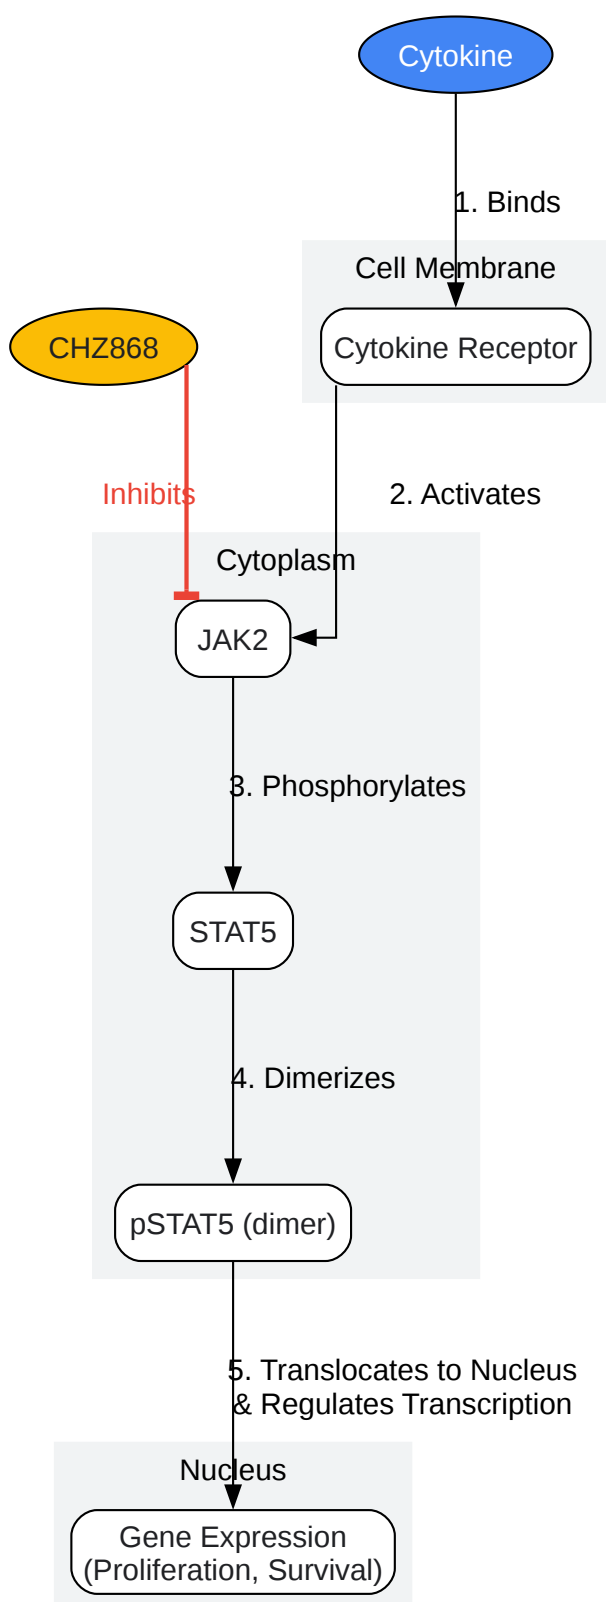 Cytokine
1. Binds
Cell Membrane
CHZ868
Cytokine Receptor
Inhibits
2. Activates
Cytoplasm
JAK2
3. Phosphorylates
STAT5
4. Dimerizes
pSTAT5 (dimer)
5. Translocates to Nucleus
& Regulates Transcription
Nucleus
Gene Expression
(Proliferation, Survival)